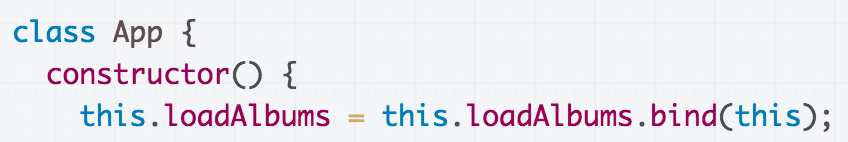 class App {
  constructor() {
    this.loadAlbums = this.loadAlbums.bind(this);